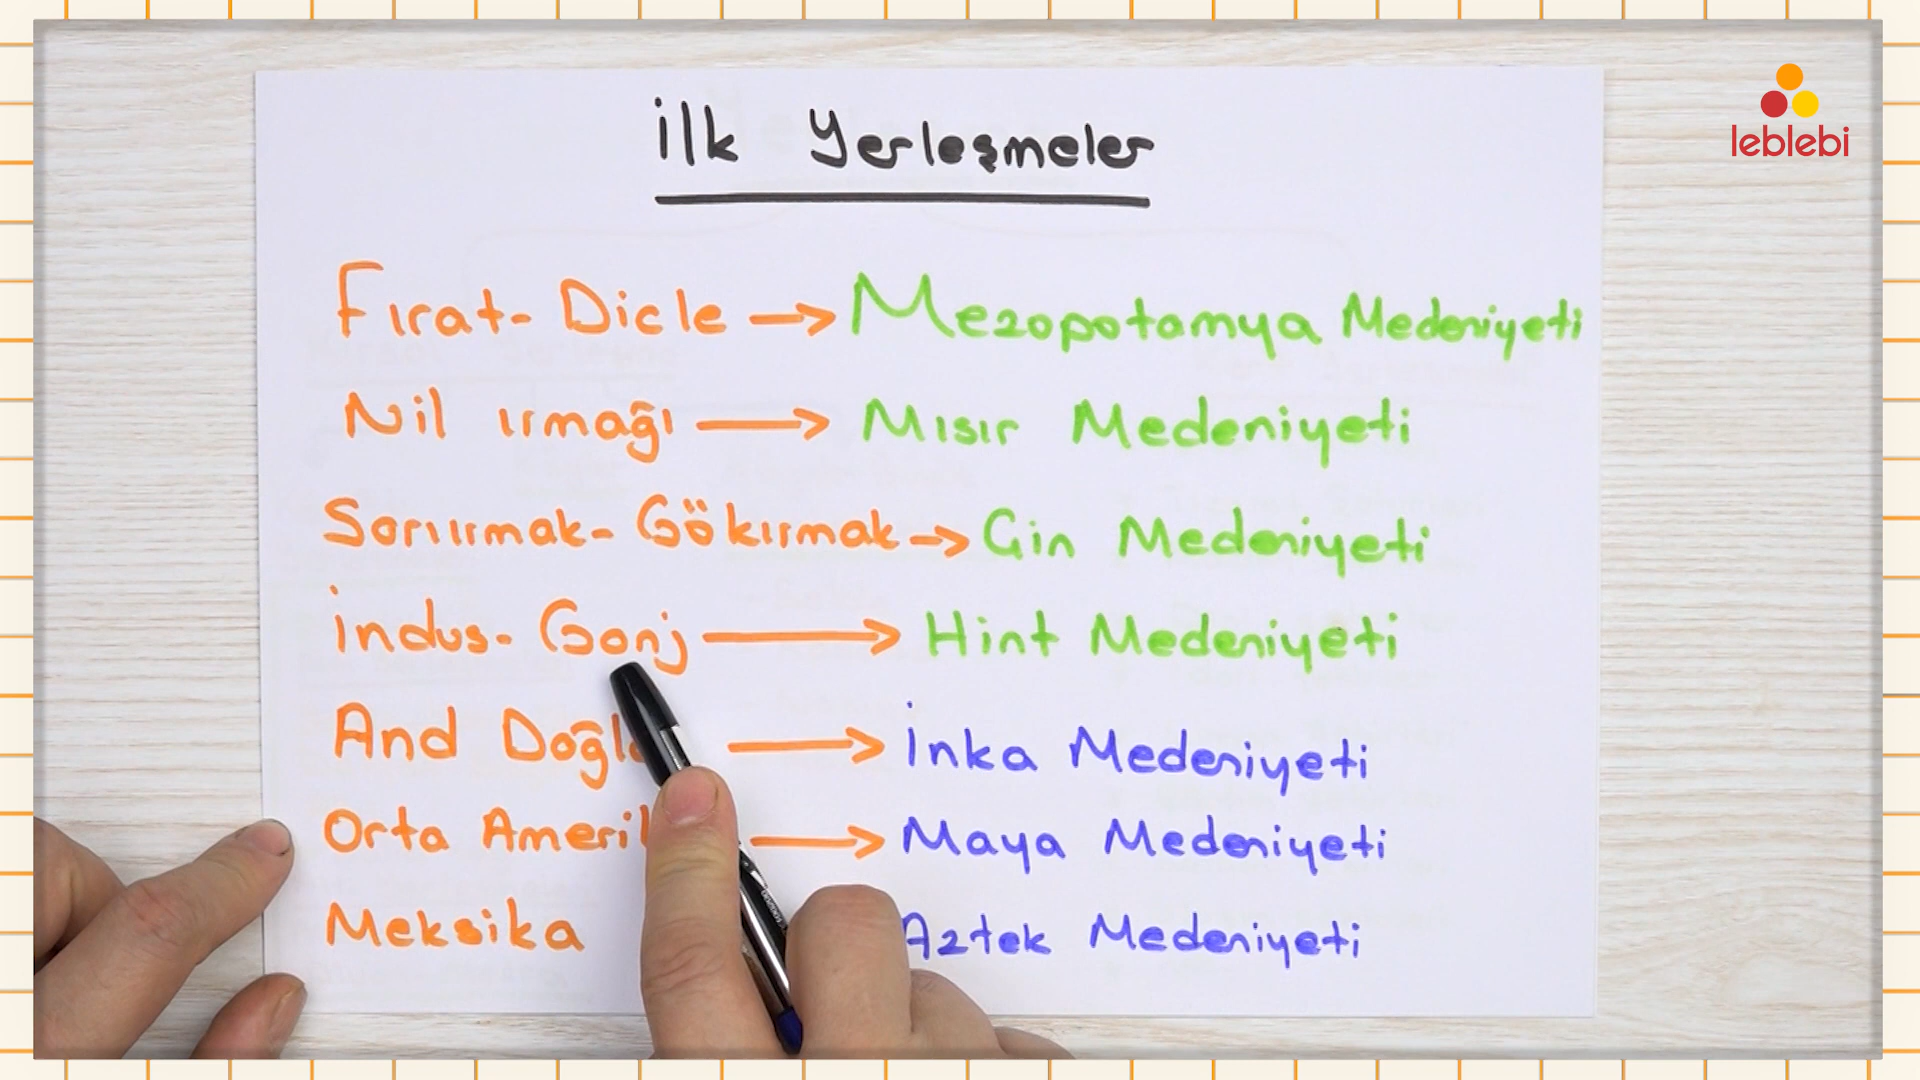 İlk Yerleşmeler
leblebi
Fırat-Dicle → Mezopotamya Medeniyeti
Nil ırmağı → Mısır Medeniyeti
Sarıırmak-Gökırmak → Çin Medeniyeti
İndus-Ganj → Hint Medeniyeti
And → İnka Medeniyeti
Orta → Maya Medeniyeti
Meksika Aztek Medeniyeti